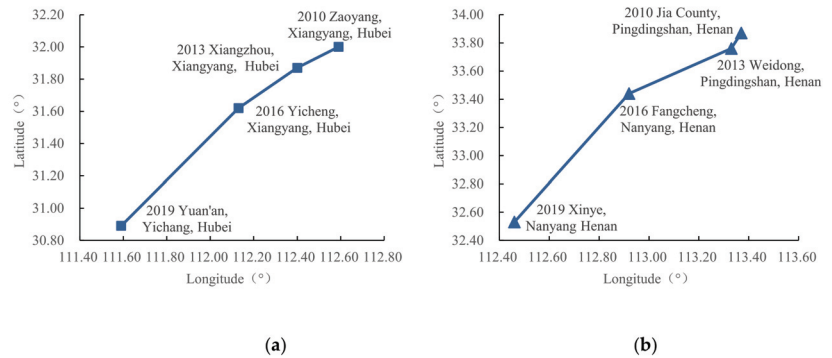 32.40
32.20
32.00
31.80
31.60
31.40
31.20
31.00
30.80
Latitude（°）
2010 Zaoyang,
Xiangyang, Hubei
2013 Xiangzhou,
Xiangyang, Hubei
2016 Yicheng,
Xiangyang, Hubei
2019 Yuan'an,
Yichang, Hubei
111.40 111.60 111.80 112.00 112.20 112.40 112.60 112.80
Longitude（°）
(a)
34.00
33.80
33.60
33.40
33.20
33.00
32.80
32.60
32.40
Latitude（°）
2010 Jia County,
Pingdingshan, Henan
2013 Weidong,
Pingdingshan, Henan
2016 Fangcheng,
Nanyang, Henan
2019 Xinye,
Nanyang Henan
112.40 112.60 112.80 113.00 113.20 113.40 113.60
Longitude（°）
(b)